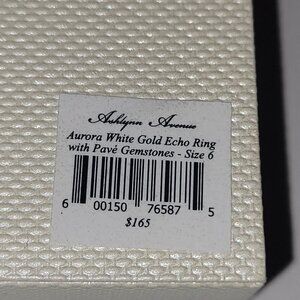 Ashlynn Avenue
Aurora White Gold Echo Ring
with Pavé Gemstones - Size 6
6 00150 76587 5
$165